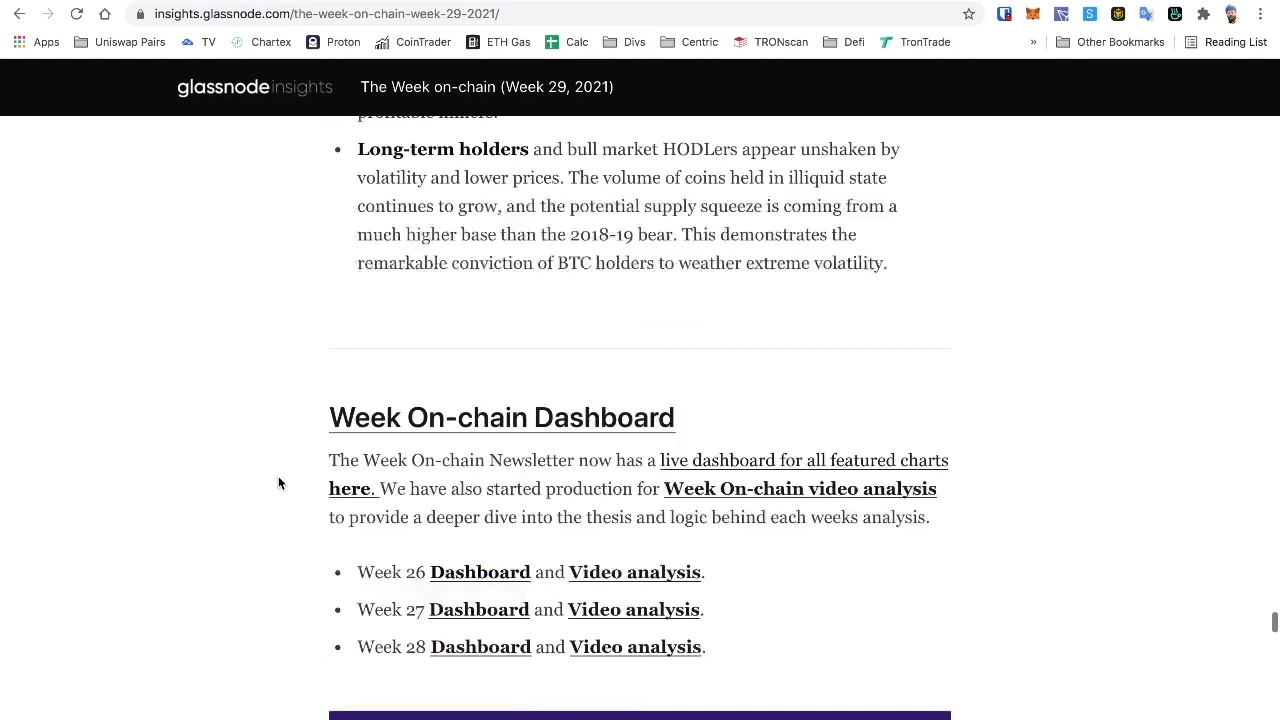 insights.glassnode.com/the-week-on-chain-week-29-2021/
Apps Uniswap Pairs TV Chartex Proton CoinTrader ETH Gas Calc Divs Centric TRONscan Defi TronTrade » Other Bookmarks Reading List
glassnodeinsights The Week on-chain (Week 29, 2021)
profitable miners.
• Long-term holders and bull market HODLers appear unshaken by
volatility and lower prices. The volume of coins held in illiquid state
continues to grow, and the potential supply squeeze is coming from a
much higher base than the 2018-19 bear. This demonstrates the
remarkable conviction of BTC holders to weather extreme volatility.
Week On-chain Dashboard
The Week On-chain Newsletter now has a live dashboard for all featured charts
here. We have also started production for Week On-chain video analysis
to provide a deeper dive into the thesis and logic behind each weeks analysis.
• Week 26 Dashboard and Video analysis.
• Week 27 Dashboard and Video analysis.
• Week 28 Dashboard and Video analysis.